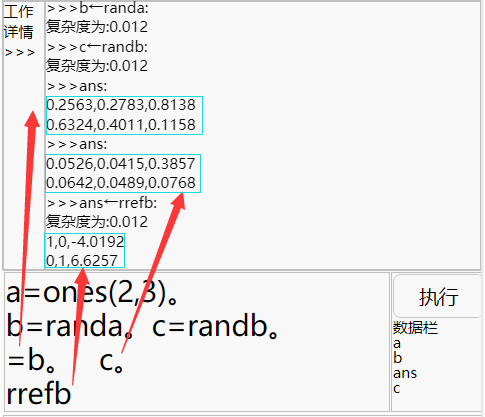 工作
详情
>>>
>>>b←randa:
复杂度为:0.012
>>>c←randb:
复杂度为:0.012
>>>ans:
0.2563,0.2783,0.8138
0.6324,0.4011,0.1158
>>>ans:
0.0526,0.0415,0.3857
0.0642,0.0489,0.0768
>>>ans←rrefb:
复杂度为:0.012
1,0,-4.0192
0,1,6.6257
a=ones(2,3)。
b=randa。c=randb。
=b。 c。
rrefb
执行
数据栏
a
b
ans
c